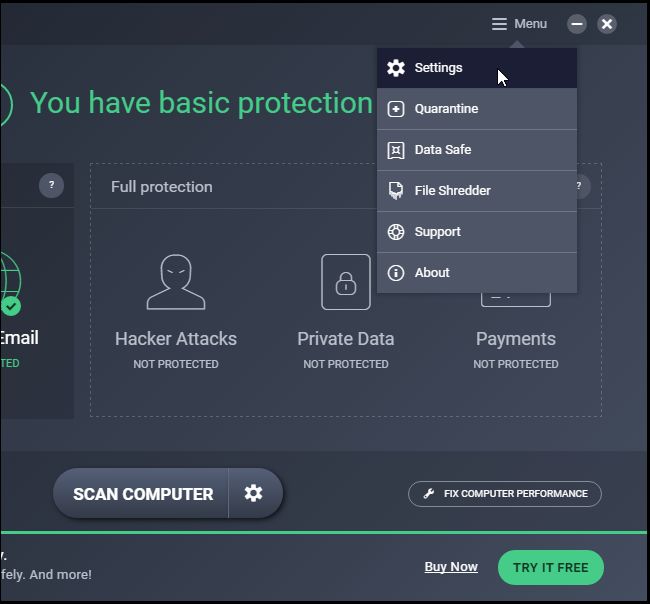 Menu
Settings
You have basic protection
Quarantine
Data Safe
?
Full protection
?
File Shredder
Support
About
Email
Hacker Attacks
Private Data
Payments
TED
NOT PROTECTED
NOT PROTECTED
NOT PROTECTED
SCAN COMPUTER
FIX COMPUTER PERFORMANCE
y.
fely. And more!
Buy Now
TRY IT FREE